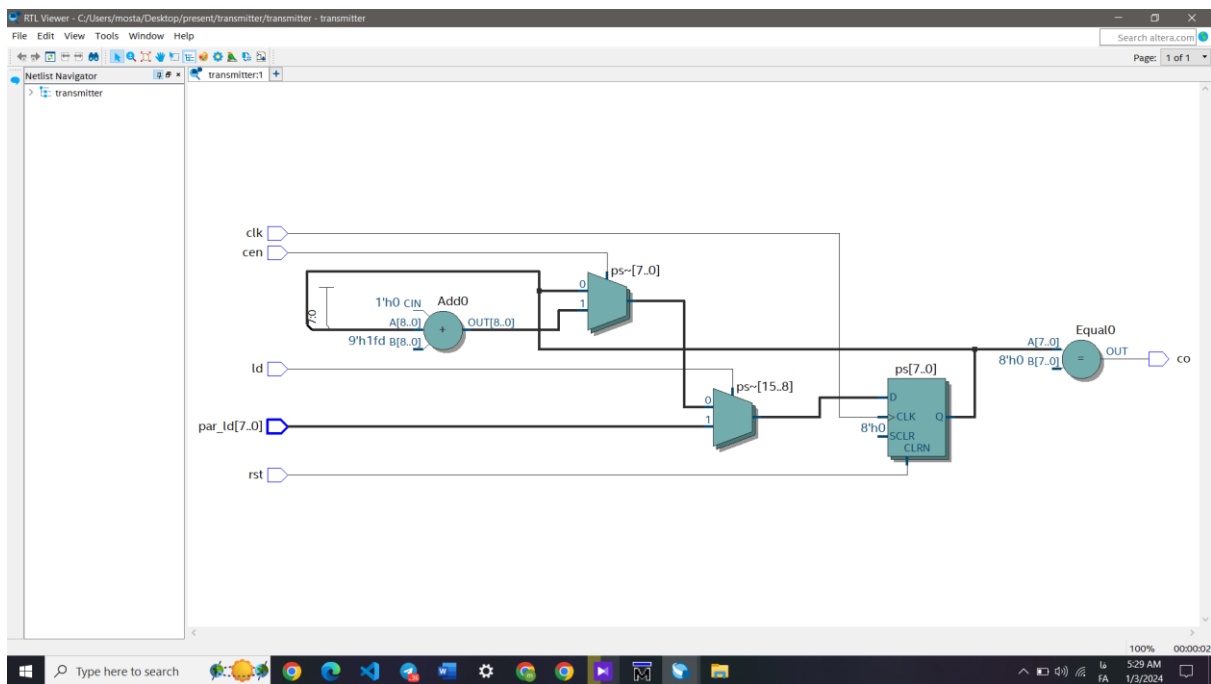 RTL Viewer - C:/Users/mosta/Desktop/present/transmitter/transmitter - transmitter
File Edit View Tools Window Help
Search altera.com
Page: 1 of 1
Netlist Navigator
transmitter:1
transmitter
clk
cen
ps~[7..0]
0
1
7:0
1'h0 CIN
Add0
A[8..0]
+
OUT[8..0]
9'h1fd B[8..0]
Equal0
A[7..0]
OUT
co
8'h0 B[7..0]
=
ld
ps~[15..8]
0
1
ps[7..0]
D
par_ld[7..0]
>CLK
Q
8'h0
SCLR
CLRN
rst
100% 00:00:02
Type here to search
فا
FA
5:29 AM
1/3/2024